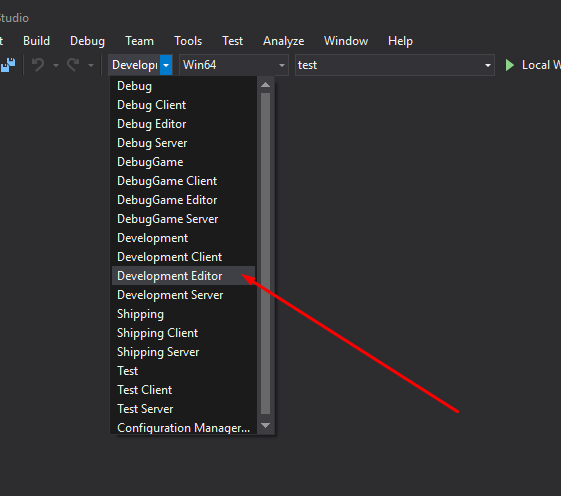 Studio
t Build Debug Team Tools Test Analyze Window Help
Develop Win64 test Local W
Debug
Debug Client
Debug Editor
Debug Server
DebugGame
DebugGame Client
DebugGame Editor
DebugGame Server
Development
Development Client
Development Editor
Development Server
Shipping
Shipping Client
Shipping Server
Test
Test Client
Test Server
Configuration Manager...